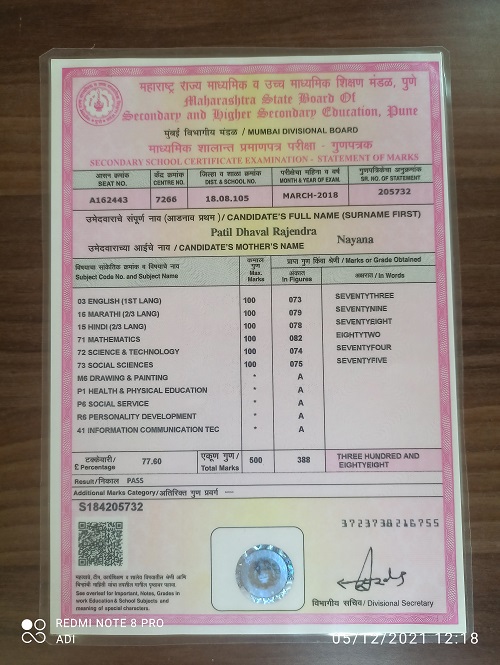 महाराष्ट्र राज्य माध्यमिक व उच्च माध्यमिक शिक्षण मंडळ, पुणे
Maharashtra State Board Of
Secondary and Higher Secondary Education, Pune
मुंबई विभागीय मंडळ / MUMBAI DIVISIONAL BOARD
माध्यमिक शालान्त प्रमाणपत्र परीक्षा - गुणपत्रक
SECONDARY SCHOOL CERTIFICATE EXAMINATION - STATEMENT OF MARKS
आसन क्रमांक केंद्र क्रमांक जिल्हा व शाळा क्रमांक परीक्षेचा महिना व वर्ष गुणपत्रिकेचा अनुक्रमांक
SEAT NO. CENTRE NO. DIST. & SCHOOL NO. MONTH & YEAR OF EXAM. SR. NO. OF STATEMENT
A162443 7266 18.08.105 MARCH-2018 205732
उमेदवाराचे संपूर्ण नाव (आडनाव प्रथम) / CANDIDATE'S FULL NAME (SURNAME FIRST)
Patil Dhaval Rajendra
उमेदवाराच्या आईचे नाव / CANDIDATE'S MOTHER'S NAME Nayana
विषयाचा सांकेतिक क्रमांक व विषयाचे नाव
Subject Code No. and Subject Name
कमाल गुण
Max. Marks
प्राप्त गुण किंवा श्रेणी / Marks or Grade Obtained
अंकात अक्षरात / In Words
In Figures
03 ENGLISH (1ST LANG) 100 073 SEVENTYTHREE
16 MARATHI (2/3 LANG) 100 079 SEVENTYNINE
15 HINDI (2/3 LANG) 100 078 SEVENTYEIGHT
71 MATHEMATICS 100 082 EIGHTYTWO
72 SCIENCE & TECHNOLOGY 100 074 SEVENTYFOUR
73 SOCIAL SCIENCES 100 075 SEVENTYFIVE
M6 DRAWING & PAINTING * A
P1 HEALTH & PHYSICAL EDUCATION * A
P6 SOCIAL SERVICE * A
R6 PERSONALITY DEVELOPMENT * A
41 INFORMATION COMMUNICATION TEC * A
टक्केवारी / एकूण गुण / THREE HUNDRED AND
£ Percentage 77.60 Total Marks 500 388 EIGHTYEIGHT
Result/निकाल PASS
Additional Marks Category/अतिरिक्त गुण प्रवर्ग ---
S184205732
See overleaf for Important, Notes, Grades in
work Education & School Subjects and
meaning of special characters.
विभागीय सचिव / Divisional Secretary
REDMI NOTE 8 PRO
ADI
05/12/2021 12:18